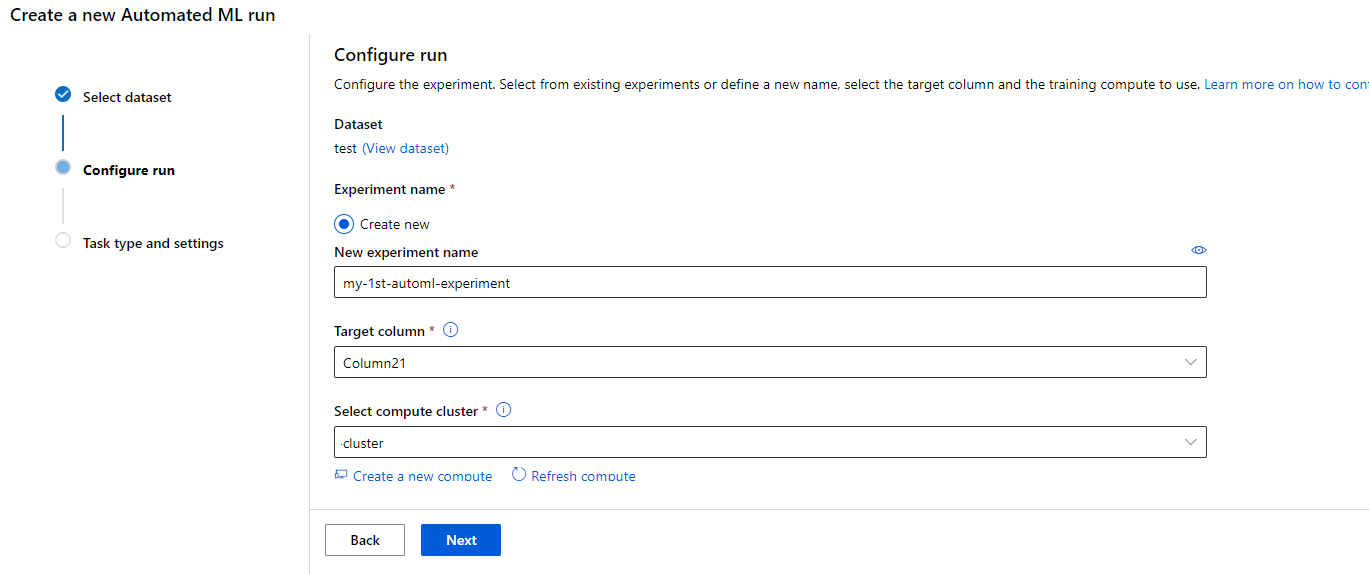 Create a new Automated ML run
Select dataset
Configure run
Task type and settings
Configure run
Configure the experiment. Select from existing experiments or define a new name, select the target column and the training compute to use. Learn more on how to con
Dataset
test (View dataset)
Experiment name *
Create new
New experiment name
my-1st-automl-experiment
Target column *
Column21
Select compute cluster *
-cluster
Create a new compute Refresh compute
Back Next